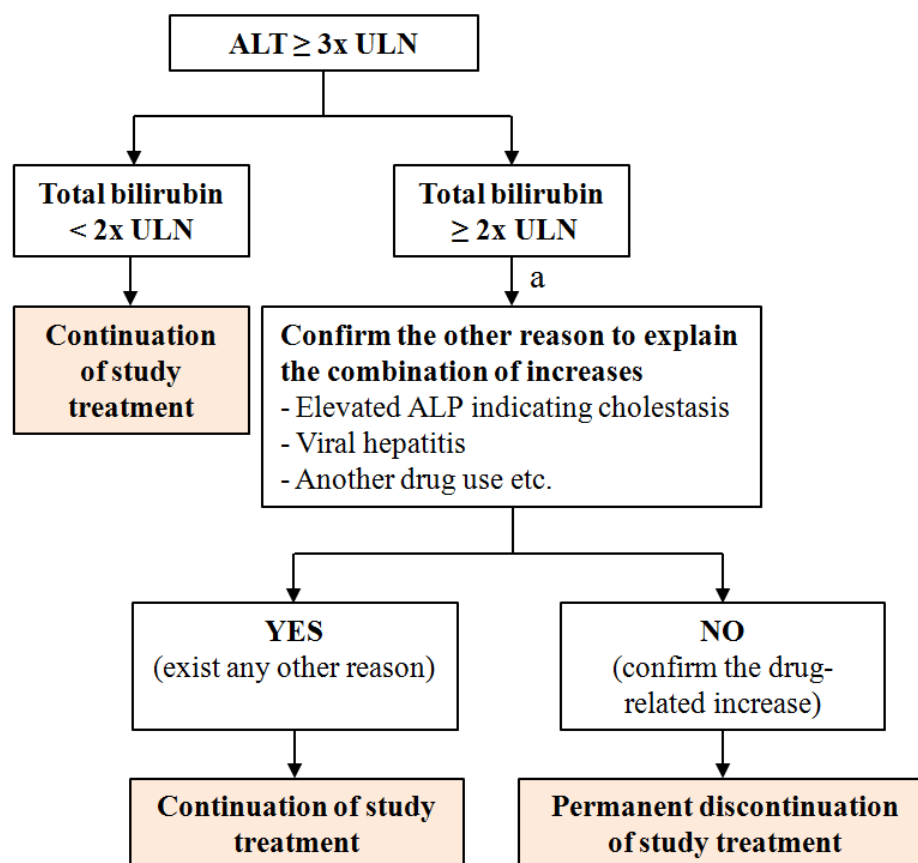 ALT ≥ 3x ULN
Total bilirubin
< 2x ULN
Total bilirubin
≥ 2x ULN
a
Continuation
of study
treatment
Confirm the other reason to explain
the combination of increases
- Elevated ALP indicating cholestasis
- Viral hepatitis
- Another drug use etc.
YES
(exist any other reason)
NO
(confirm the drug-
related increase)
Continuation of study
treatment
Permanent discontinuation
of study treatment